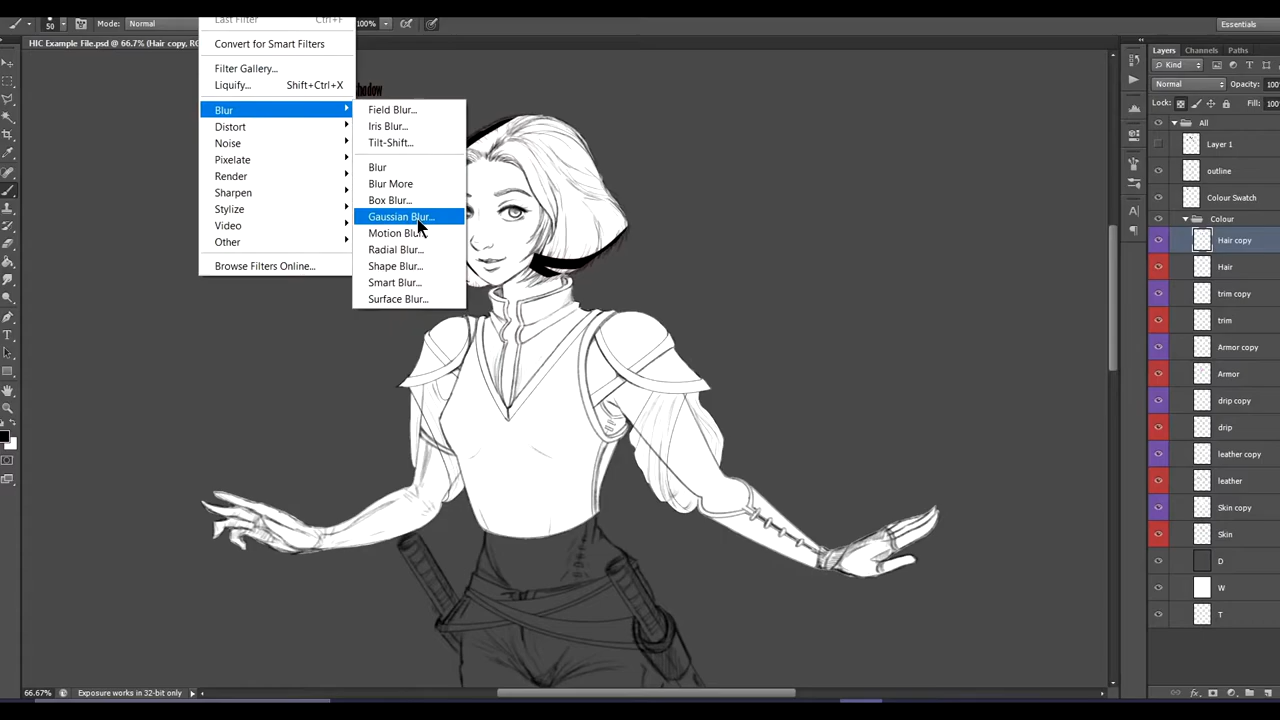 Last Filter Ctrl+F
50 Mode: Normal 100% Essentials
HIC Example File.psd @ 66.7% (Hair copy, RG
Convert for Smart Filters
Filter Gallery...
Liquify... Shift+Ctrl+X
Blur
Distort
Noise
Pixelate
Render
Sharpen
Stylize
Video
Other
Browse Filters Online...
Field Blur...
Iris Blur...
Tilt-Shift...
Blur
Blur More
Box Blur...
Gaussian Blur...
Motion Blur
Radial Blur...
Shape Blur...
Smart Blur...
Surface Blur...
Layers Channels Paths
Kind
Normal Opacity: 100
Lock: Fill: 100
All
Layer 1
outline
Colour Swatch
Colour
Hair copy
Hair
trim copy
trim
Armor copy
Armor
drip copy
drip
leather copy
leather
Skin copy
Skin
D
W
T
66.67% Exposure works in 32-bit only